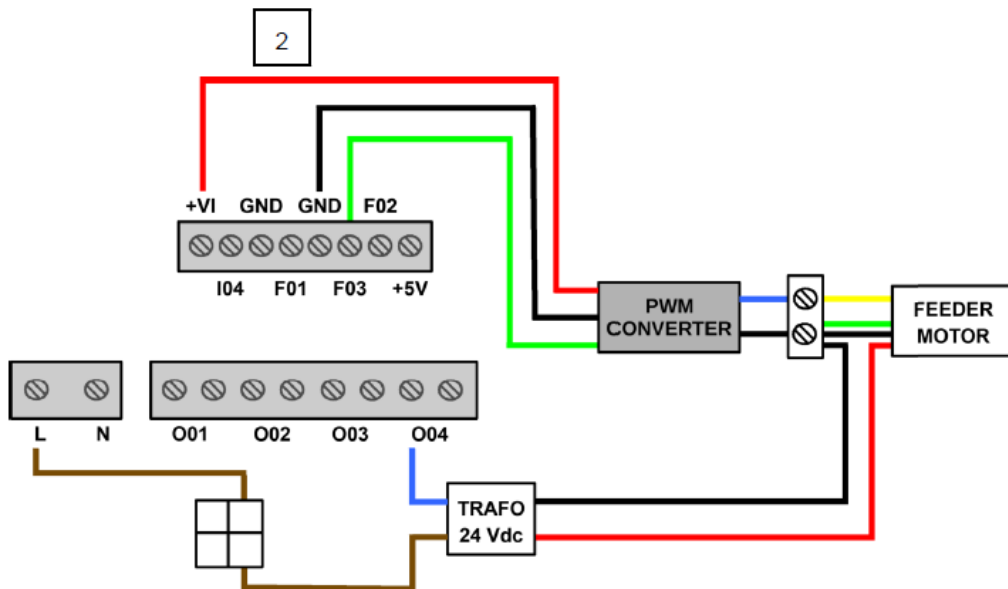 2
+VI GND GND F02
I04 F01 F03 +5V
PWM
CONVERTER
FEEDER
MOTOR
L N O01 O02 O03 O04
TRAFO
24 Vdc